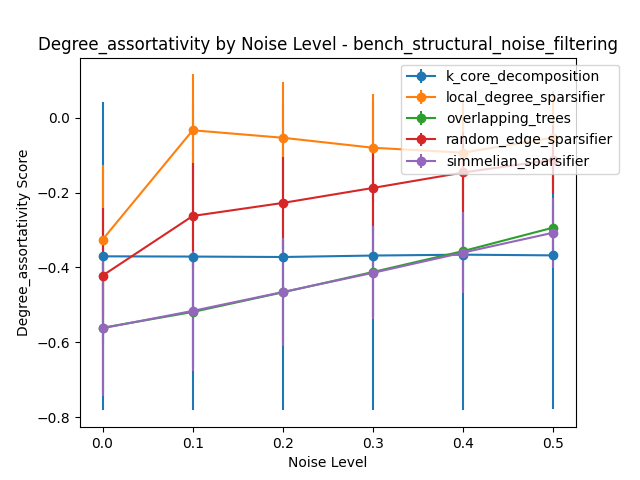 Degree_assortativity by Noise Level - bench_structural_noise_filtering
k_core_decomposition
local_degree_sparsifier
overlapping_trees
random_edge_sparsifier
simmelian_sparsifier
Degree_assortativity Score
0.0
−0.2
−0.4
−0.6
−0.8
0.0 0.1 0.2 0.3 0.4 0.5
Noise Level